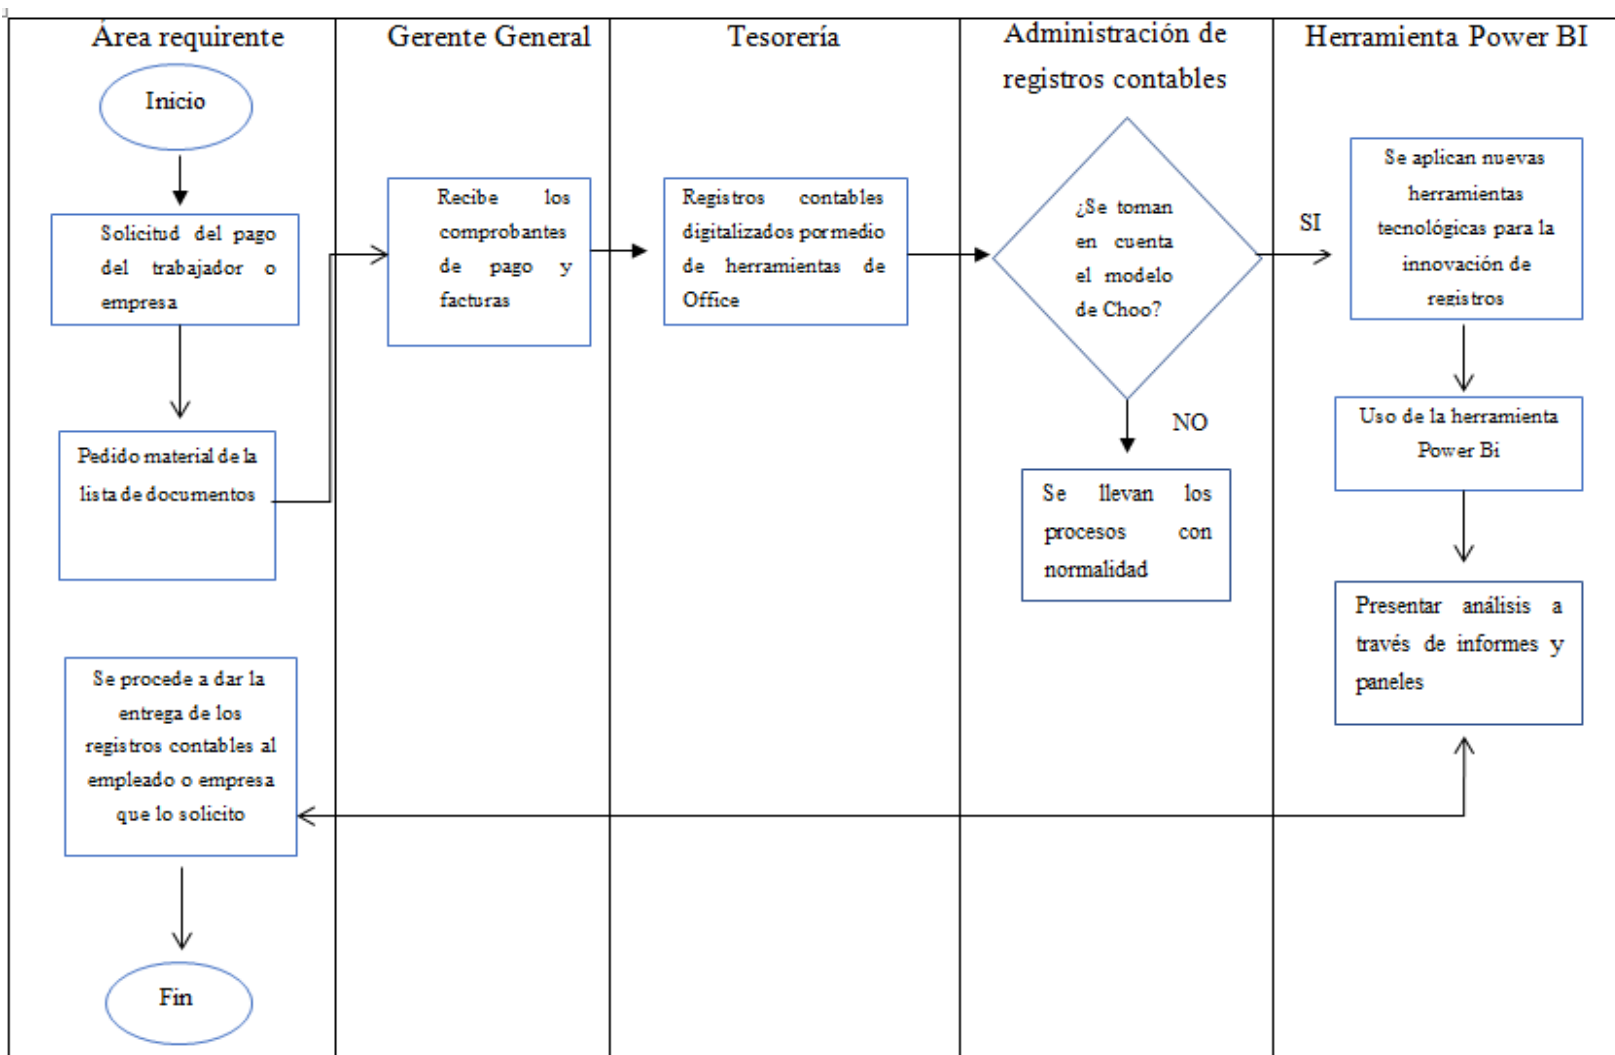 Área requirente
Gerente General
Tesorería
Administración de
registros contables
Herramienta Power BI
Inicio
Solicitud del pago
del trabajador o
empresa
Pedido material de la
lista de documentos
Se procede a dar la
entrega de los
registros contables al
empleado o empresa
que lo solicito
Fin
Recibe los
comprobantes
de pago y
facturas
Registros contables
digitalizados por medio
de herramientas de
Office
¿Se toman
en cuenta
el modelo
de Choo?
SI
NO
Se llevan los
procesos con
normalidad
Se aplican nuevas
herramientas
tecnológicas para la
innovación de
registros
Uso de la herramienta
Power Bi
Presentar análisis a
través de informes y
paneles